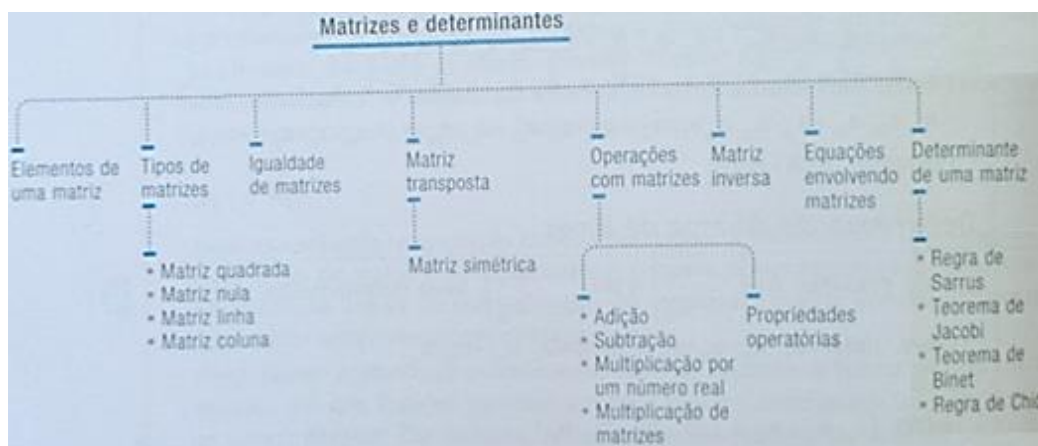 Matrizes e determinantes
Elementos de
uma matriz
Tipos de
matrizes
• Matriz quadrada
• Matriz nula
• Matriz linha
• Matriz coluna
Igualdade
de matrizes
Matriz
transposta
Matriz simétrica
Operações
com matrizes
• Adição
• Subtração
• Multiplicação por
um número real
• Multiplicação de
matrizes
Propriedades
operatórias
Matriz
inversa
Equações
envolvendo
matrizes
Determinante
de uma matriz
• Regra de
Sarrus
• Teorema de
Jacobi
• Teorema de
Binet
• Regra de Chió